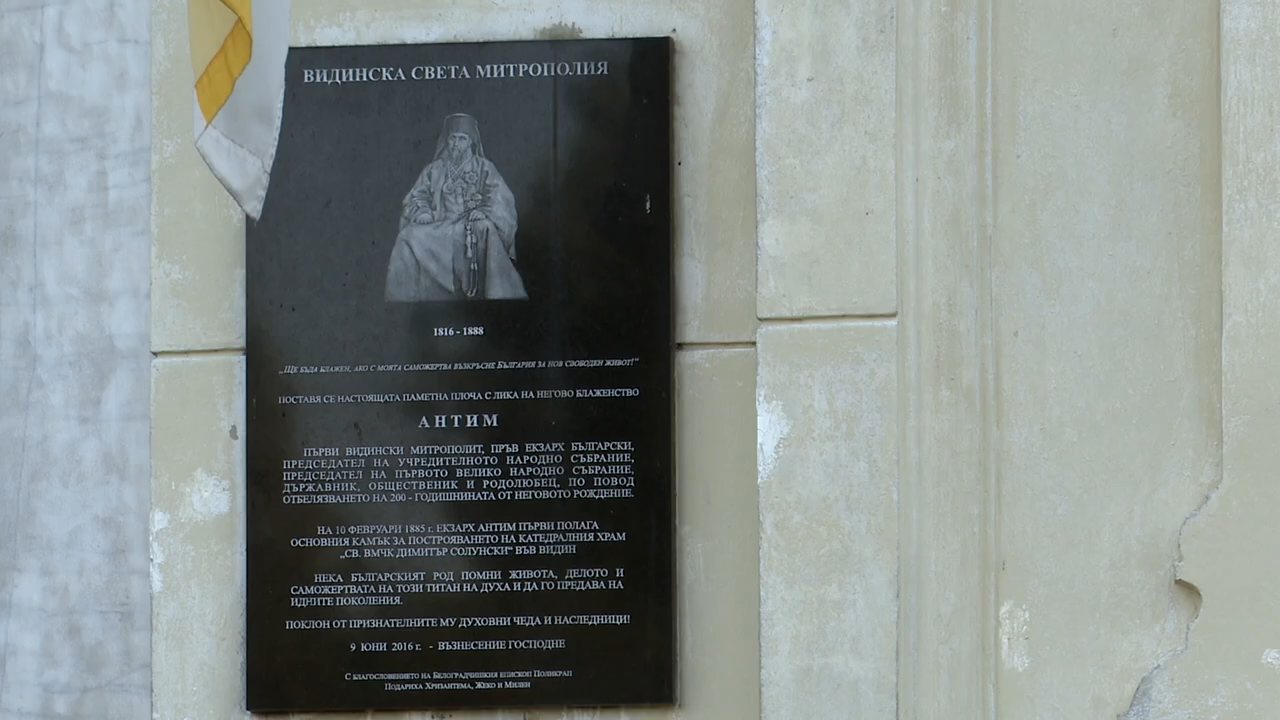 ВИДИНСКА СВЕТА МИТРОПОЛИЯ
1816 - 1888
„ЩЕ БЪДА БЛАЖЕН, АКО С МОЯТА САМОЖЕРТВА ВЪЗКРЪСНЕ БЪЛГАРИЯ ЗА НОВ СВОБОДЕН ЖИВОТ!“
ПОСТАВЯ СЕ НАСТОЯЩАТА ПАМЕТНА ПЛОЧА С ЛИКА НА НЕГОВО БЛАЖЕНСТВО
АНТИМ
ПЪРВИ ВИДИНСКИ МИТРОПОЛИТ, ПРЪВ ЕКЗАРХ БЪЛГАРСКИ,
ПРЕДСЕДАТЕЛ НА УЧРЕДИТЕЛНОТО НАРОДНО СЪБРАНИЕ,
ПРЕДСЕДАТЕЛ НА ПЪРВОТО ВЕЛИКО НАРОДНО СЪБРАНИЕ,
ДЪРЖАВНИК, ОБЩЕСТВЕНИК И РОДОЛЮБЕЦ, ПО ПОВОД
ОТБЕЛЯЗВАНЕТО НА 200 - ГОДИШНИНАТА ОТ НЕГОВОТО РОЖДЕНИЕ.
НА 10 ФЕВРУАРИ 1885 г. ЕКЗАРХ АНТИМ ПЪРВИ ПОЛАГА
ОСНОВНИЯ КАМЪК ЗА ПОСТРОЯВАНЕТО НА КАТЕДРАЛНИЯ ХРАМ
„СВ. ВМЧК ДИМИТЪР СОЛУНСКИ“ ВЪВ ВИДИН
НЕКА БЪЛГАРСКИЯТ РОД ПОМНИ ЖИВОТА, ДЕЛОТО И
САМОЖЕРТВАТА НА ТОЗИ ТИТАН НА ДУХА И ДА ГО ПРЕДАВА НА
ИДНИТЕ ПОКОЛЕНИЯ.
ПОКЛОН ОТ ПРИЗНАТЕЛНИТЕ МУ ДУХОВНИ ЧЕДА И НАСЛЕДНИЦИ!
9 ЮНИ 2016 г. - ВЪЗНЕСЕНИЕ ГОСПОДНЕ
С БЛАГОСЛОВЕНИЕТО НА БЕЛОГРАДЧИШКИЯ ЕПИСКОП ПОЛИКАРП
ПОДАРИХА ХРИЗАНТЕМА, ЖЕКО И МИЛЕН